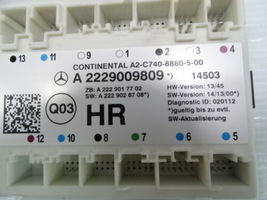 13 11 9 1 3 4
CONTINENTAL A2-C740-8880-5-00
A 2229009809 *) 14503
Q03
HR
ZB: A 222 901 77 02
SW: A 222 902 87 08*)
HW-Version: 13/45
SW-Version: 14/13/00*)
Diagnostic ID: 020112
*)gueltig bis zu evtl.
SW-Aktualisierung
12 10 8 7 6 5 2